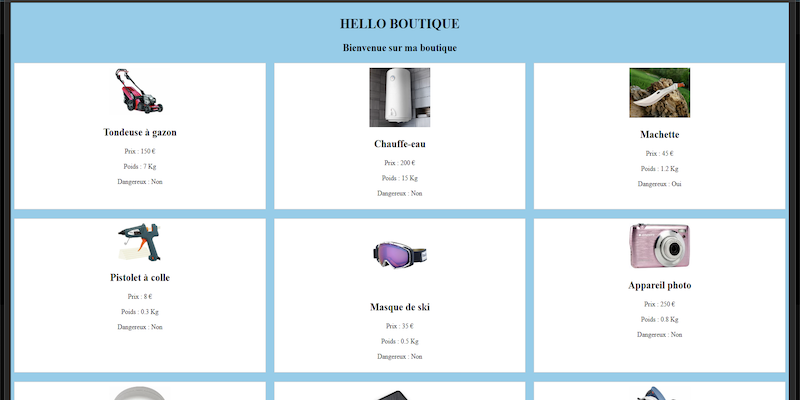 HELLO BOUTIQUE
Bienvenue sur ma boutique
Tondeuse à gazon
Prix : 150 €
Poids : 7 Kg
Dangereux : Non
Chauffe-eau
Prix : 200 €
Poids : 15 Kg
Dangereux : Non
Machette
Prix : 45 €
Poids : 1.2 Kg
Dangereux : Oui
Pistolet à colle
Prix : 8 €
Poids : 0.3 Kg
Dangereux : Non
Masque de ski
Prix : 35 €
Poids : 0.5 Kg
Dangereux : Non
Appareil photo
Prix : 250 €
Poids : 0.8 Kg
Dangereux : Non